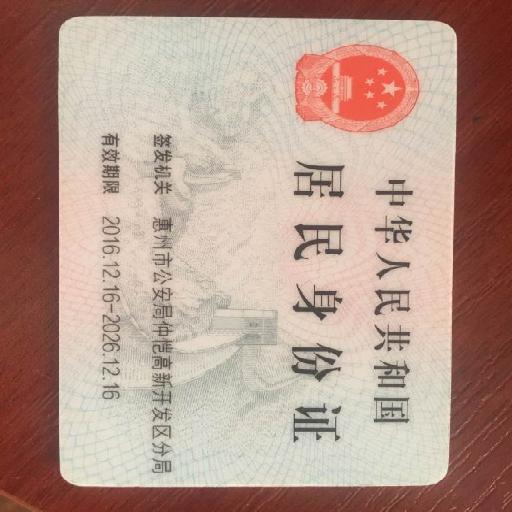 中华人民共和国
居民身份证
签发机关 惠州市公安局仲恺高新开发区分局
有效期限 2016.12.16-2026.12.16